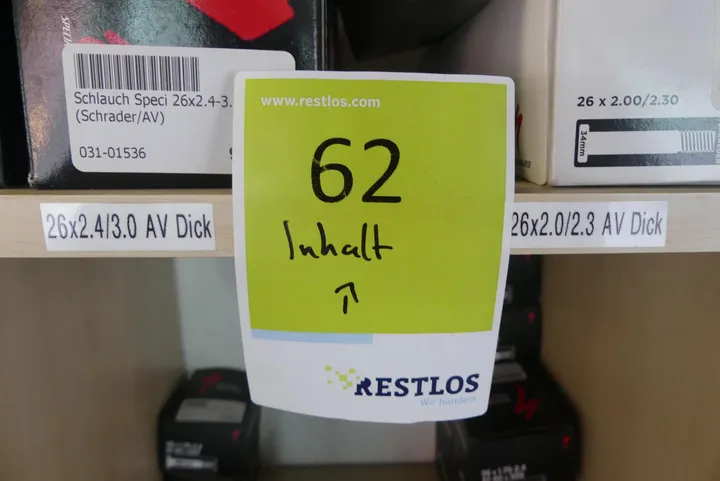 Schlauch Speci 26x2.4-3.
(Schrader/AV)
031-01536
26x2.4/3.0 AV Dick
www.restlos.com
62
Inhalt
RESTLOS
Wir handeln.
26 x 2.00/2.30
34mm
26x2.0/2.3 AV Dick